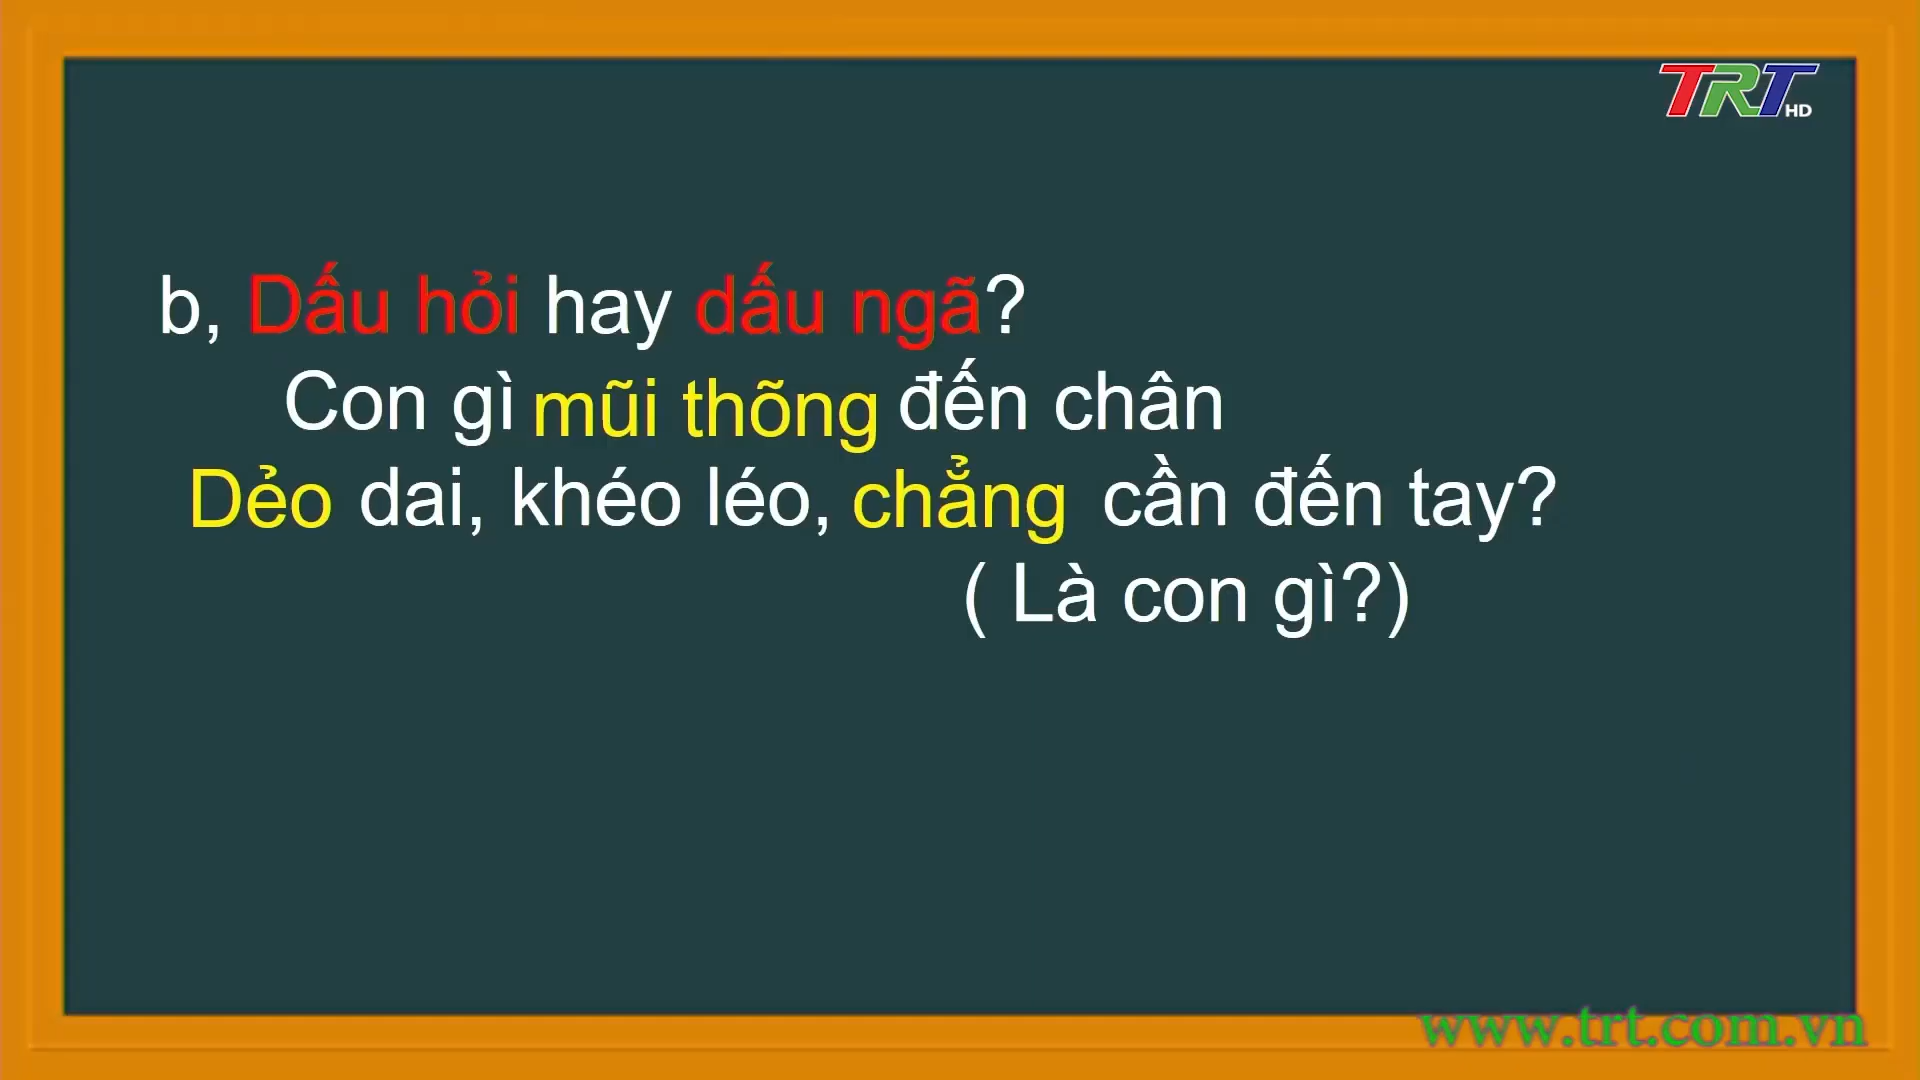 TRT HD
b, Dấu hỏi hay dấu ngã?
Con gì mũi thõng đến chân
Dẻo dai, khéo léo, chẳng cần đến tay?
( Là con gì?)
www.trt.com.vn